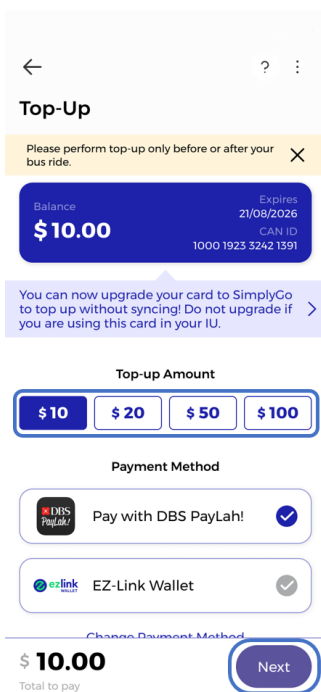 ?
Top-Up
Please perform top-up only before or after your
bus ride.
Balance
$10.00
Expires
21/08/2026
CAN ID
1000 1923 3242 1391
You can now upgrade your card to SimplyGo
to top up without syncing! Do not upgrade if
you are using this card in your IU.
Top-up Amount
$10 $20 $50 $100
Payment Method
DBS
PayLah!
Pay with DBS PayLah!
ezlink
WALLET
EZ-Link Wallet
Change Payment Method
$10.00
Total to pay
Next